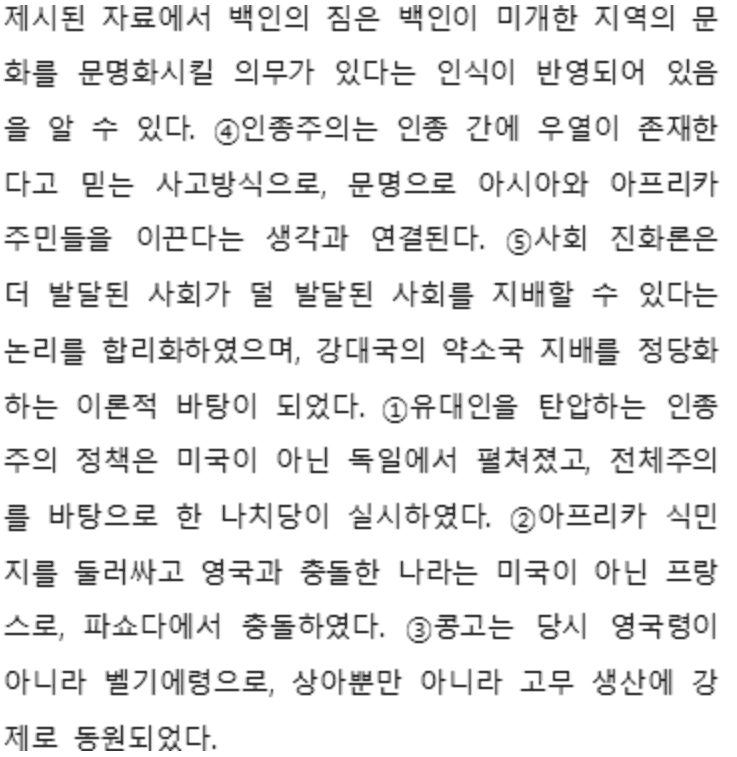 제시된 자료에서 백인의 짐은 백인이 미개한 지역의 문
화를 문명화시킬 의무가 있다는 인식이 반영되어 있음
을 알 수 있다. ④인종주의는 인종 간에 우열이 존재한
다고 믿는 사고방식으로, 문명으로 아시아와 아프리카
주민들을 이끈다는 생각과 연결된다. ⑤사회 진화론은
더 발달된 사회가 덜 발달된 사회를 지배할 수 있다는
논리를 합리화하였으며, 강대국의 약소국 지배를 정당화
하는 이론적 바탕이 되었다. ①유대인을 탄압하는 인종
주의 정책은 미국이 아닌 독일에서 펼쳐졌고, 전체주의
를 바탕으로 한 나치당이 실시하였다. ②아프리카 식민
지를 둘러싸고 영국과 충돌한 나라는 미국이 아닌 프랑
스로, 파쇼다에서 충돌하였다. ③콩고는 당시 영국령이
아니라 벨기에령으로, 상아뿐만 아니라 고무 생산에 강
제로 동원되었다.